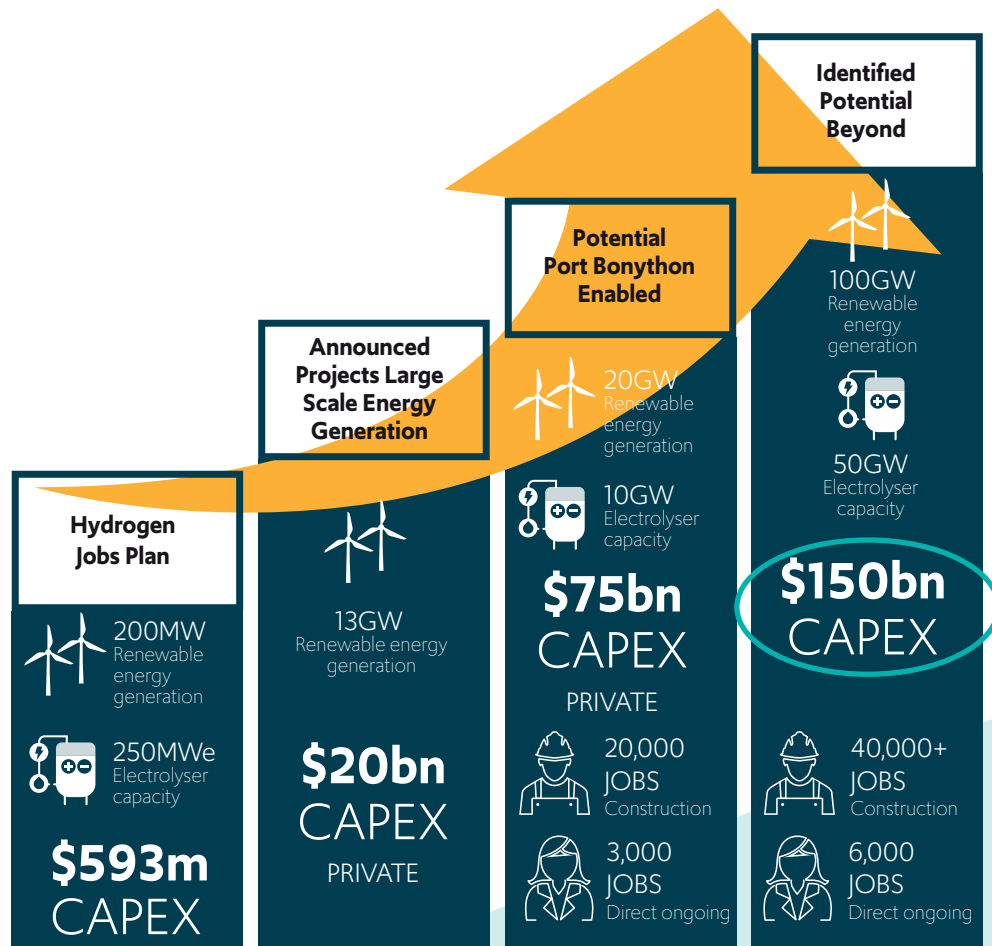 Hydrogen
Jobs Plan
200MW
Renewable
energy
generation
250MWe
Electrolyser
capacity
$593m
CAPEX
Announced
Projects Large
Scale Energy
Generation
13GW
Renewable energy
generation
$20bn
CAPEX
PRIVATE
Potential
Port Bonython
Enabled
20GW
Renewable
energy
generation
10GW
Electrolyser
capacity
$75bn
CAPEX
PRIVATE
20,000
JOBS
Construction
3,000
JOBS
Direct ongoing
Identified
Potential
Beyond
100GW
Renewable
energy
generation
50GW
Electrolyser
capacity
$150bn
CAPEX
40,000+
JOBS
Construction
6,000
JOBS
Direct ongoing